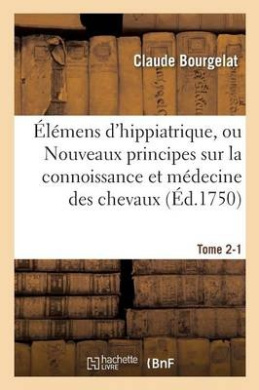 Claude Bourgelat
Élémens d'hippiatrique, ou
Nouveaux principes sur la
connoissance et médecine
des chevaux (Éd.1750)
Tome 2-1
hachette
LIVRE
{BnF